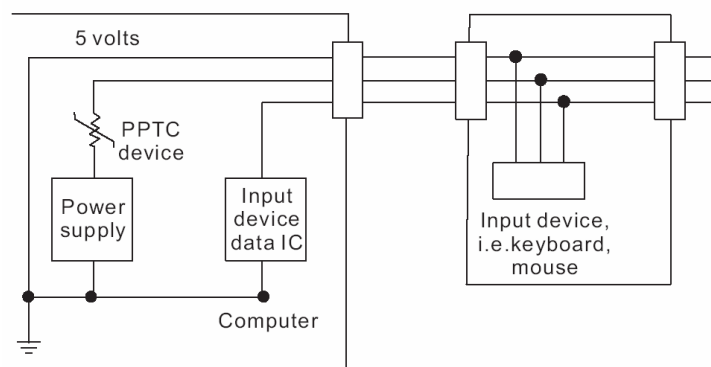 5 volts
PPTC
device
Power
supply
Input
device
data IC
Computer
Input device,
i.e.keyboard,
mouse